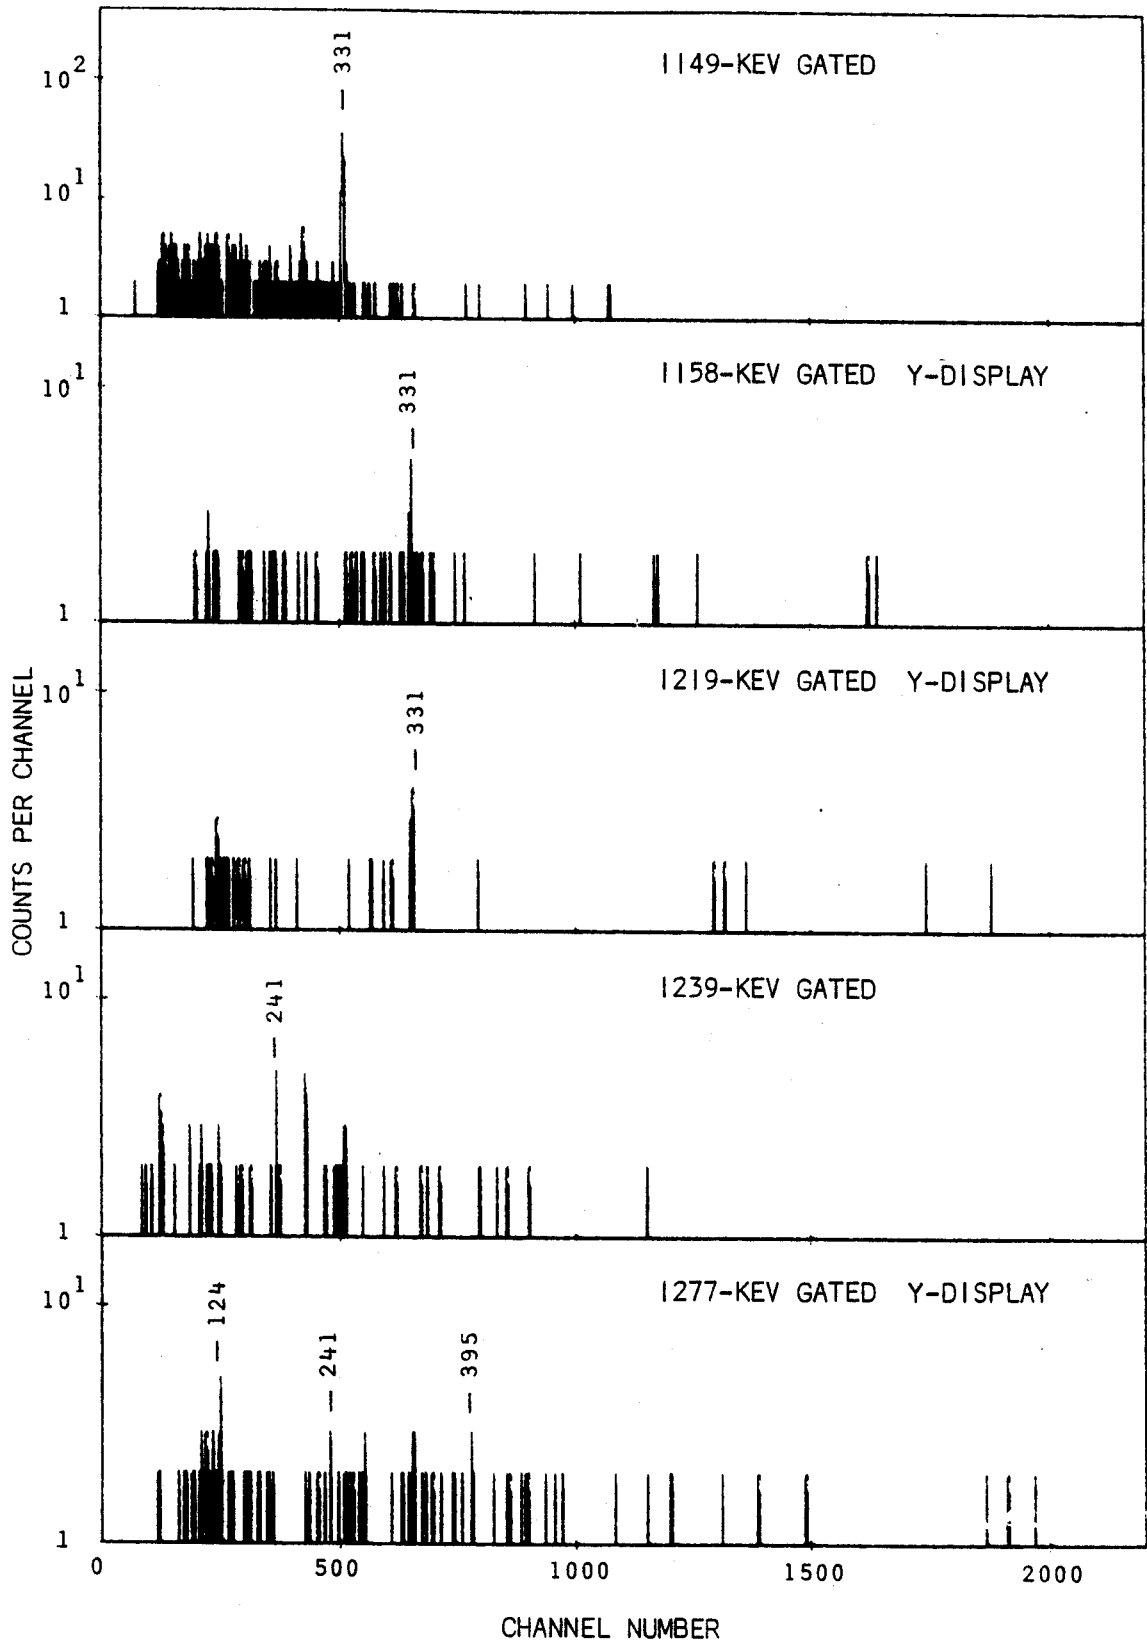 331
1149-KEV GATED
10²
10¹
1
331
1158-KEV GATED Y-DISPLAY
10¹
1
331
1219-KEV GATED Y-DISPLAY
10¹
1
COUNTS PER CHANNEL
241
1239-KEV GATED
10¹
1
124
241
395
1277-KEV GATED Y-DISPLAY
10¹
1
0 500 1000 1500 2000
CHANNEL NUMBER